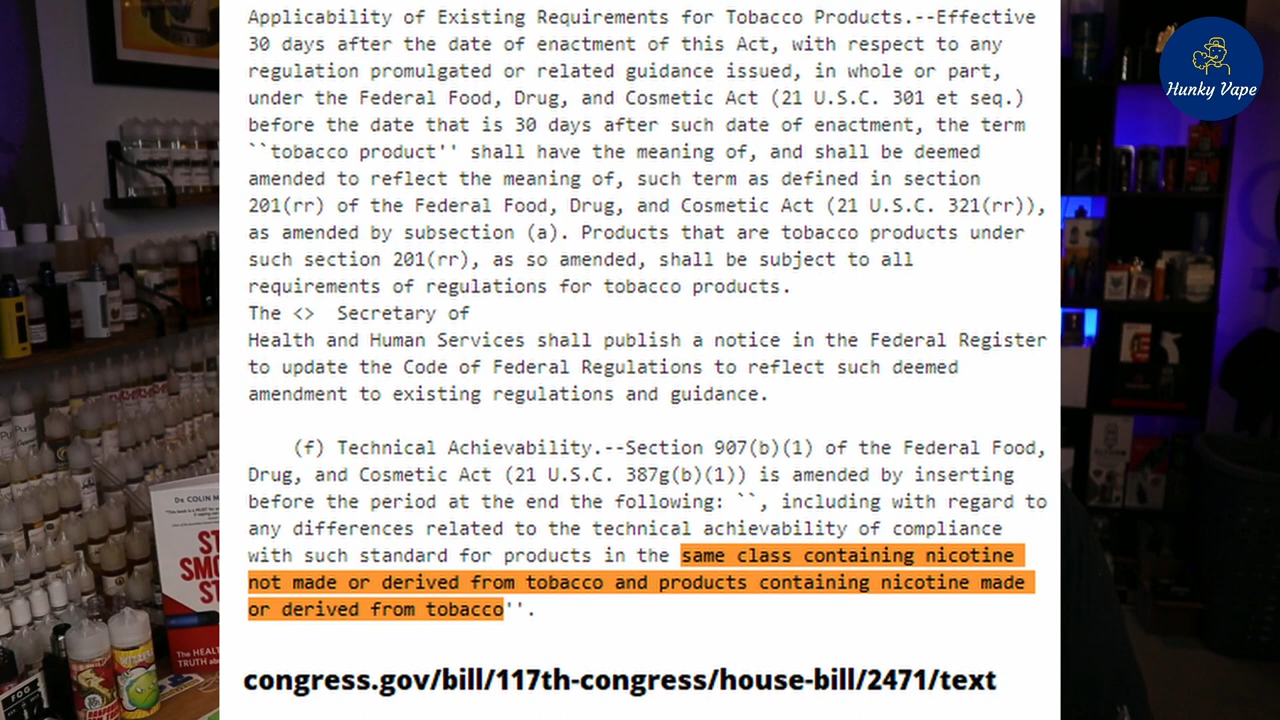 Applicability of Existing Requirements for Tobacco Products.--Effective
30 days after the date of enactment of this Act, with respect to any
regulation promulgated or related guidance issued, in whole or part,
under the Federal Food, Drug, and Cosmetic Act (21 U.S.C. 301 et seq.)
before the date that is 30 days after such date of enactment, the term
``tobacco product'' shall have the meaning of, and shall be deemed
amended to reflect the meaning of, such term as defined in section
201(rr) of the Federal Food, Drug, and Cosmetic Act (21 U.S.C. 321(rr)),
as amended by subsection (a). Products that are tobacco products under
such section 201(rr), as so amended, shall be subject to all
requirements of regulations for tobacco products.
The <>  Secretary of
Health and Human Services shall publish a notice in the Federal Register
to update the Code of Federal Regulations to reflect such deemed
amendment to existing regulations and guidance.
(f) Technical Achievability.--Section 907(b)(1) of the Federal Food,
Drug, and Cosmetic Act (21 U.S.C. 387g(b)(1)) is amended by inserting
before the period at the end the following: ``, including with regard to
any differences related to the technical achievability of compliance
with such standard for products in the same class containing nicotine
not made or derived from tobacco and products containing nicotine made
or derived from tobacco''.
congress.gov/bill/117th-congress/house-bill/2471/text
Hunky Vape
Dr COLIN
FOG